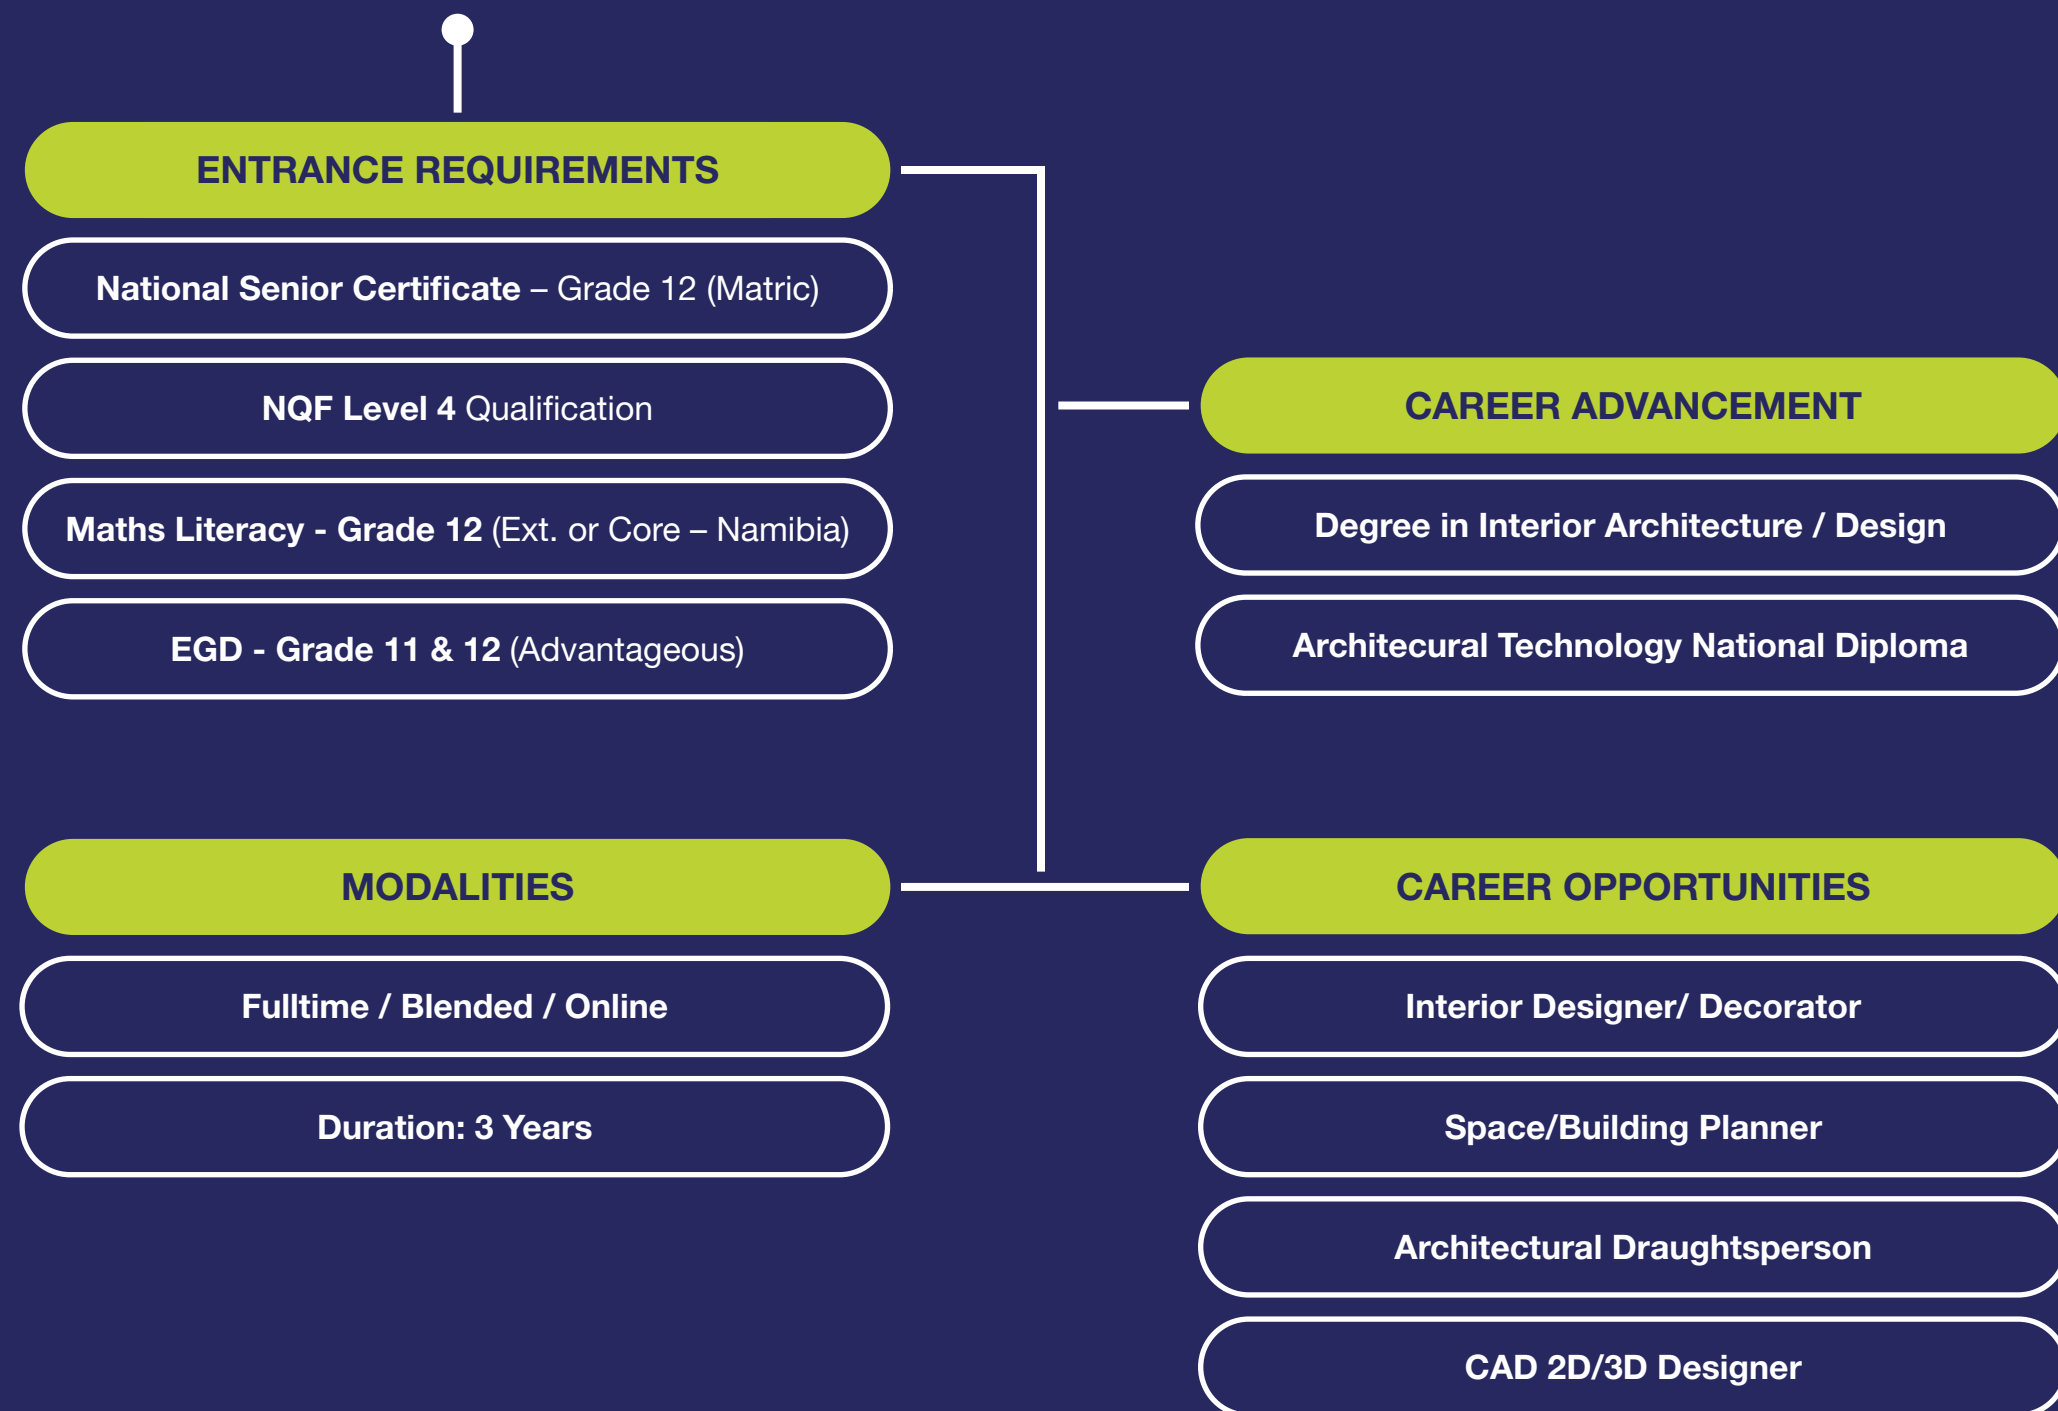 ENTRANCE REQUIREMENTS
National Senior Certificate – Grade 12 (Matric)
NQF Level 4 Qualification
Maths Literacy - Grade 12 (Ext. or Core – Namibia)
EGD - Grade 11 & 12 (Advantageous)
CAREER ADVANCEMENT
Degree in Interior Architecture / Design
Architecural Technology National Diploma
MODALITIES
Fulltime / Blended / Online
Duration: 3 Years
CAREER OPPORTUNITIES
Interior Designer/ Decorator
Space/Building Planner
Architectural Draughtsperson
CAD 2D/3D Designer